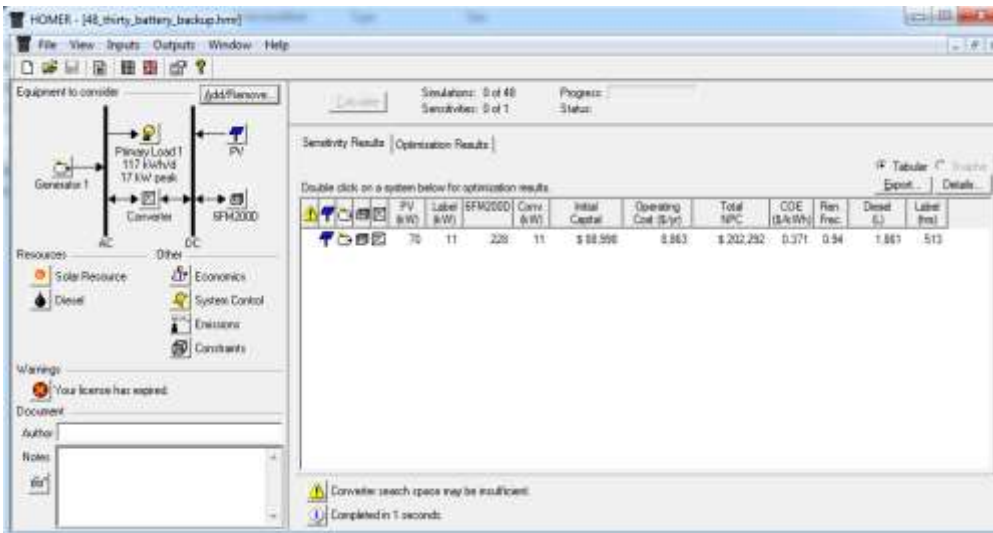 HOMER - [48_thirty_battery_backup.hmr]
File View Inputs Outputs Window Help
Equipment to consider
Add/Remove...
Primary Load 1
117 kWh/d
17 kW peak
PV
Generator 1
Converter
6FM200D
AC
DC
Resources
Other
Solar Resource
Economics
Diesel
System Control
Emissions
Constraints
Warnings
Your license has expired.
Document
Author
Notes
Calculate
Simulations: 0 of 48
Sensitivities: 0 of 1
Progress:
Status:
Sensitivity Results
Optimization Results
Tabular
Graphic
Double click on a system below for optimization results.
Export...
Details...
PV (kW) Label (kW) 6FM200D Conv. (kW) Initial Capital Operating Cost ($/yr) Total NPC COE ($/kWh) Ren. Frac. Diesel (L) Label (hrs)
70 11 228 11 $ 88,998 8,863 $ 202,292 0.371 0.94 513
Converter search space may be insufficient.
Completed in 1 seconds.